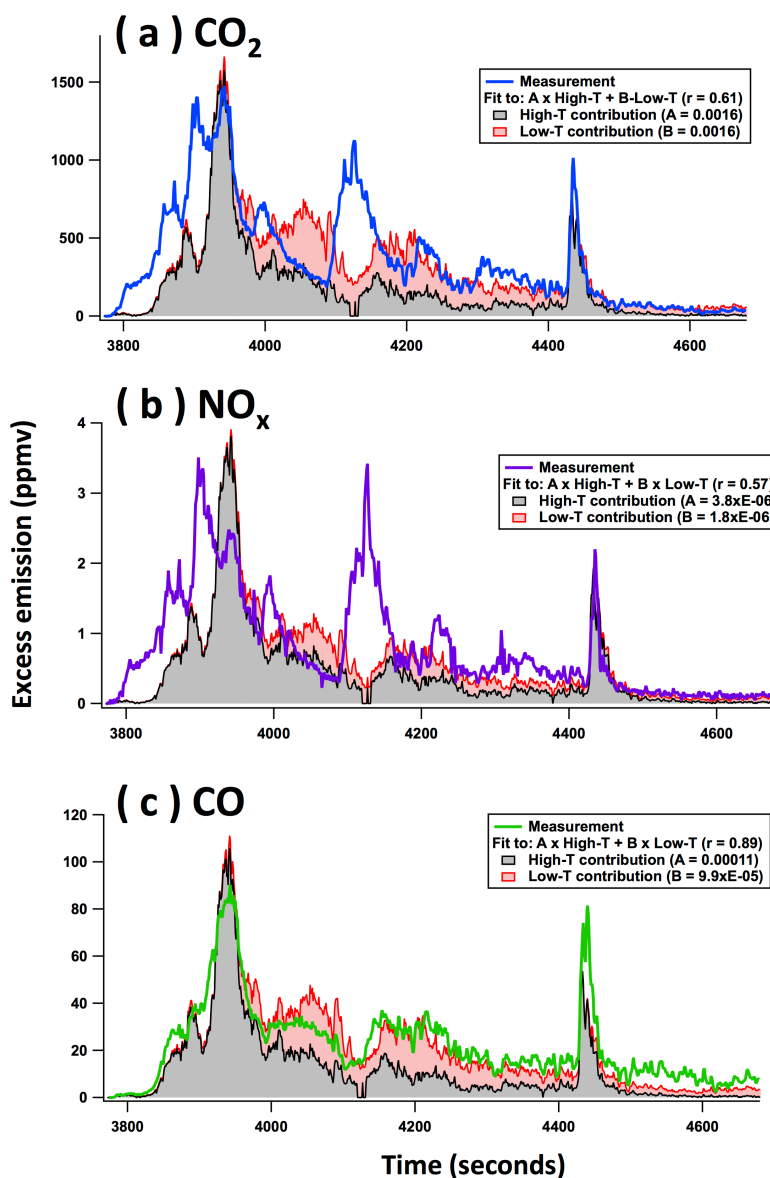 ( a ) CO2
1500
1000
500
0
3800
4000
4200
4400
4600
Measurement
Fit to: A x High-T + B-Low-T (r = 0.61)
High-T contribution (A = 0.0016)
Low-T contribution (B = 0.0016)
Excess emission (ppmv)
( b ) NOx
4
3
2
1
0
3800
4000
4200
4400
4600
Measurement
Fit to: A x High-T + B x Low-T (r = 0.57)
High-T contribution (A = 3.8xE-06
Low-T contribution (B = 1.8xE-06
( c ) CO
120
100
80
60
40
20
0
3800
4000
4200
4400
4600
Measurement
Fit to: A x High-T + B x Low-T (r = 0.89)
High-T contribution (A = 0.00011)
Low-T contribution (B = 9.9xE-05)
Time (seconds)